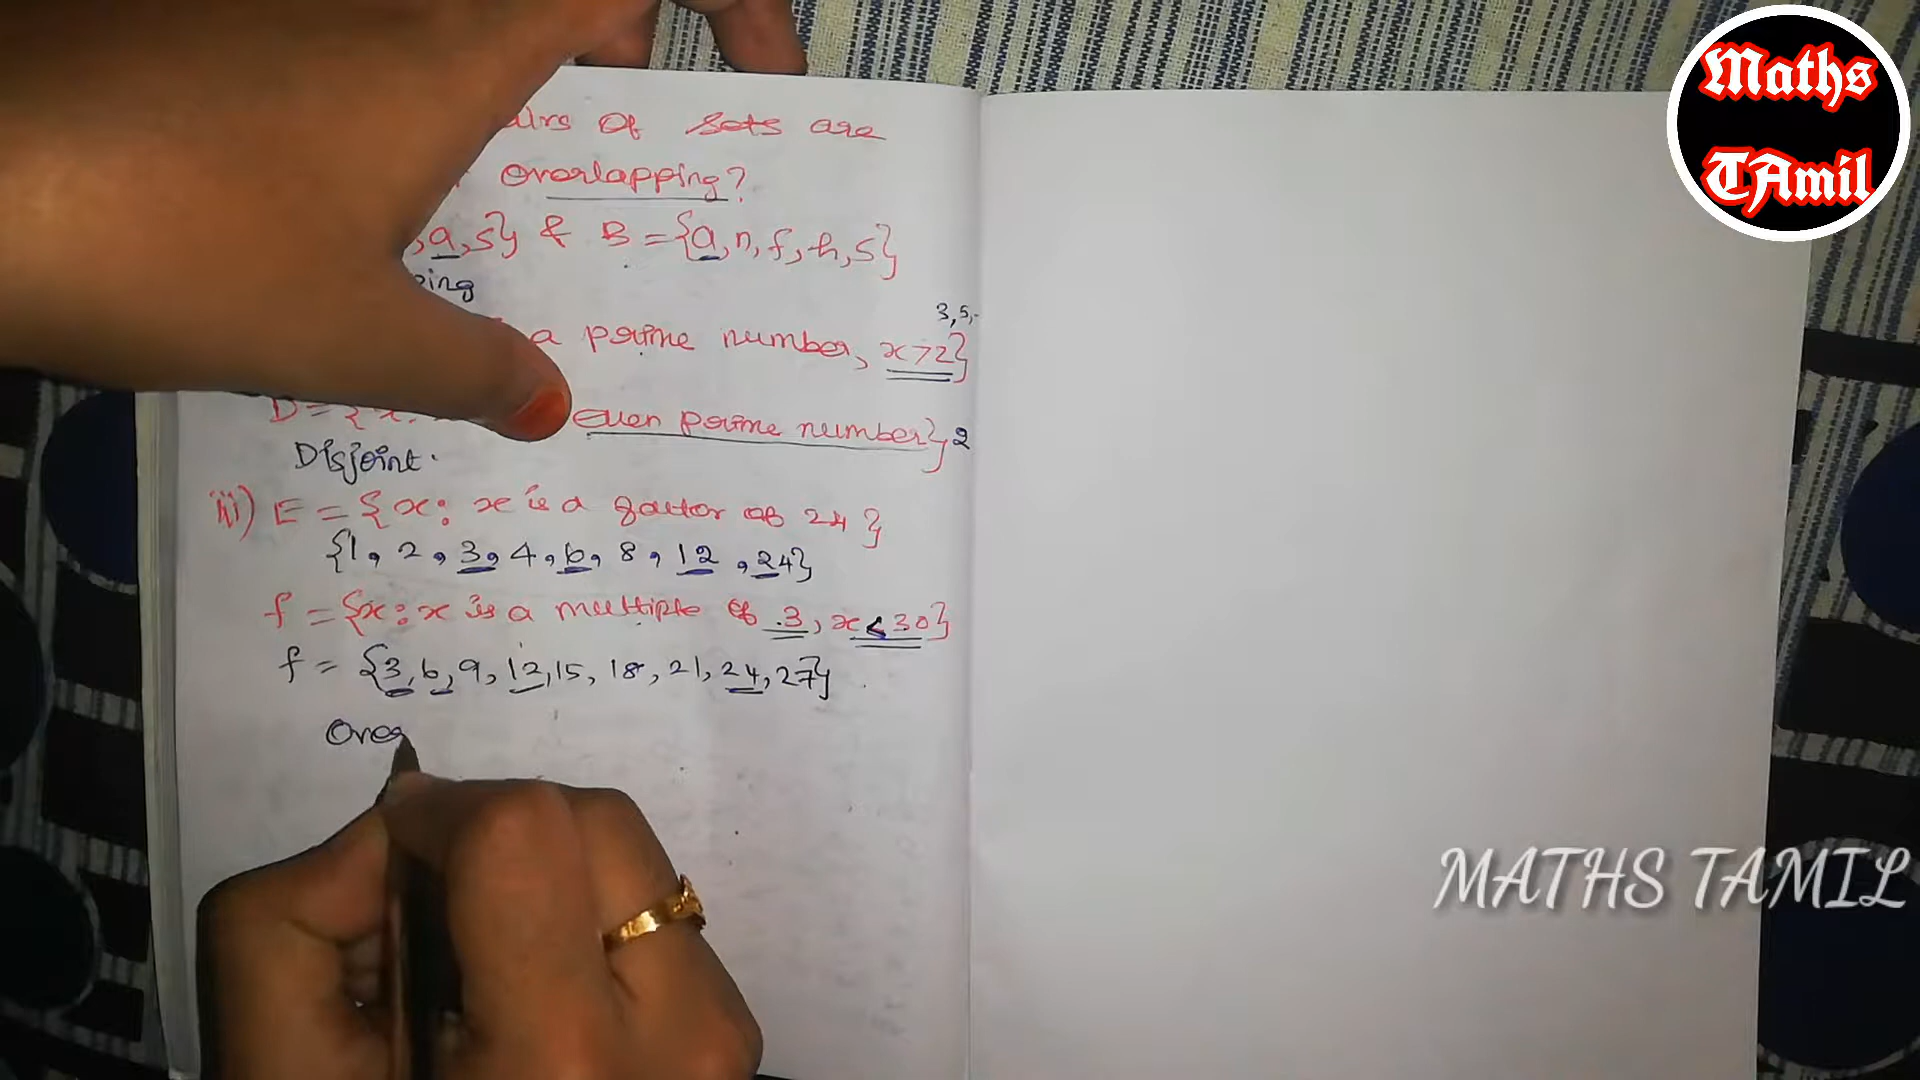 Maths
TAmil
of sets are
overlapping?
,a,s} & B={a,n,f,h,s}
ping
3,5,
a prime number, x>2}
D={x: even prime number} 2
Disjoint.
iii) E={x: x is a factor of 24}
{1, 2, 3, 4, 6, 8, 12, 24}
f={x:x is a multiple of 3, x<30}
f={3,6,9,12,15,18,21,24,27}
Over
MATHS TAMIL